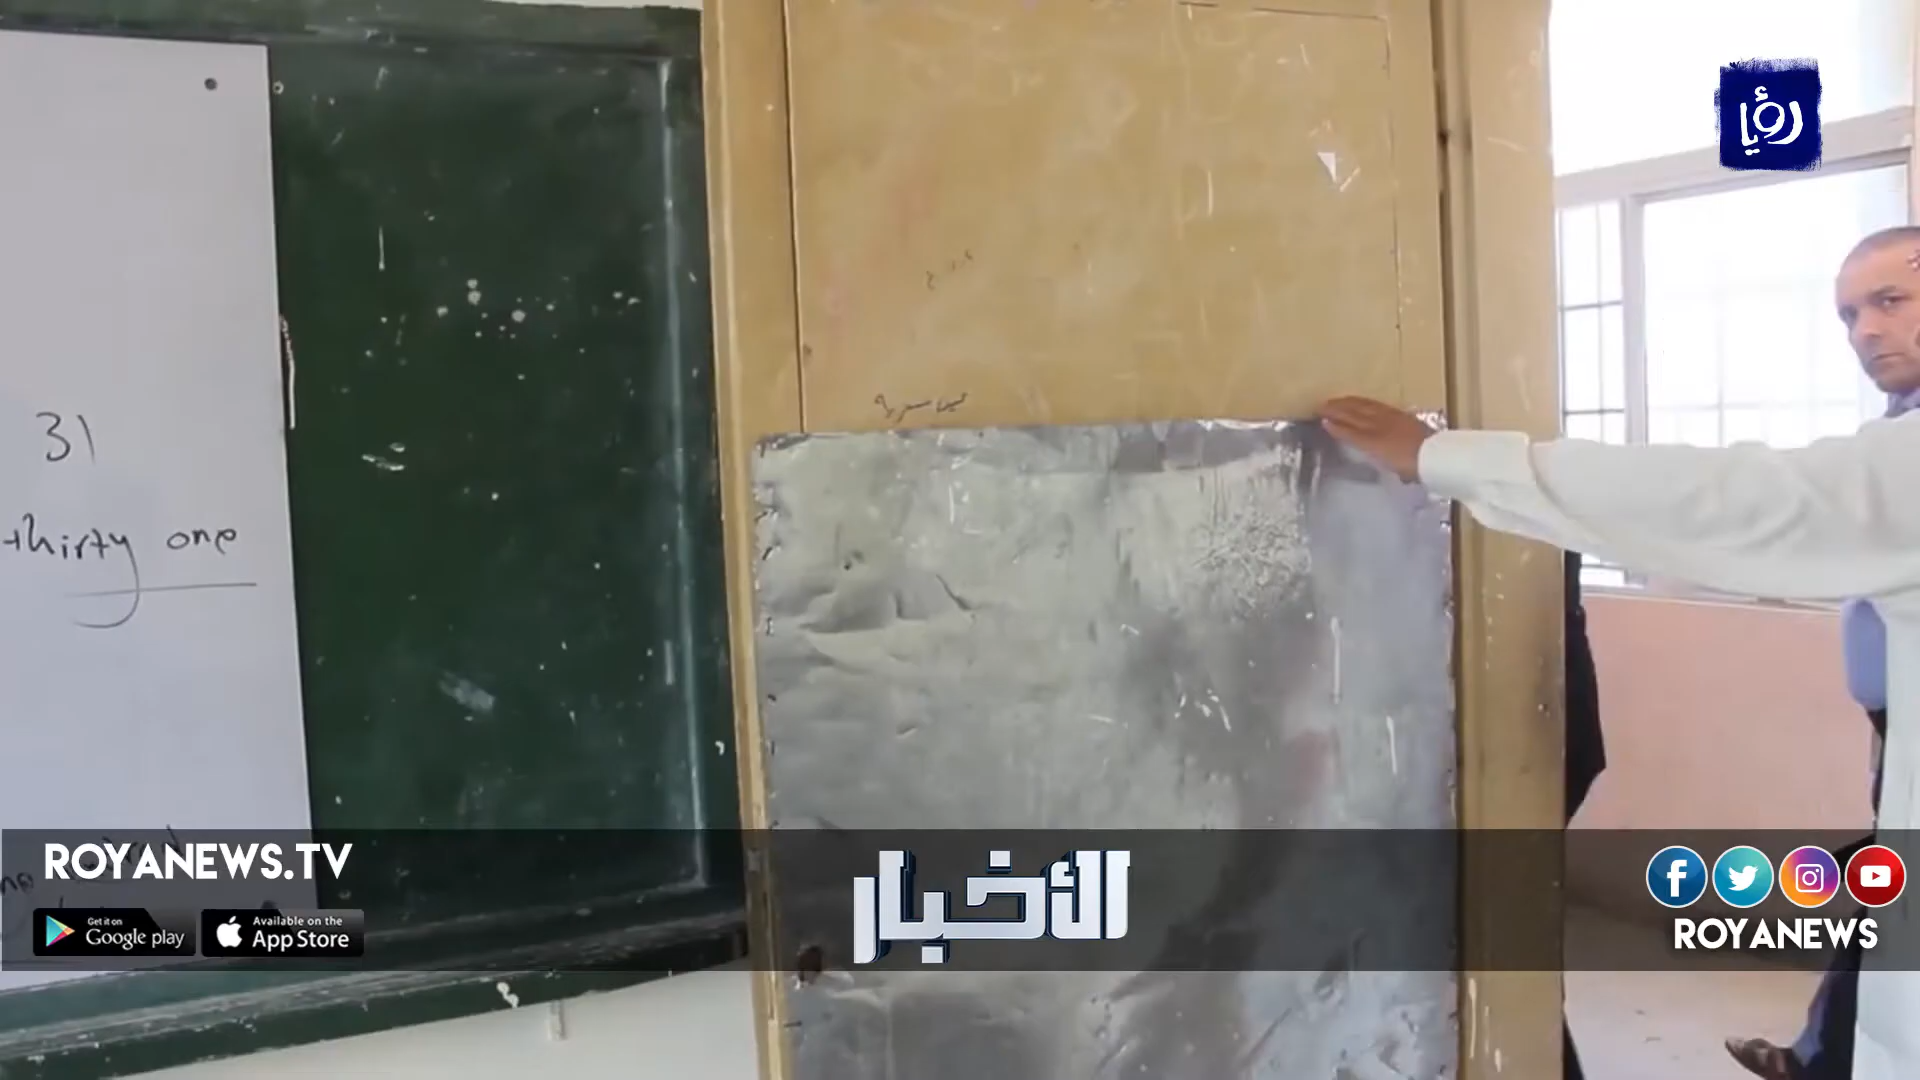 رؤيا
31
thirty one
ROYANEWS.TV
Get it on
Google play
Available on the
App Store
الأخبار
ROYANEWS